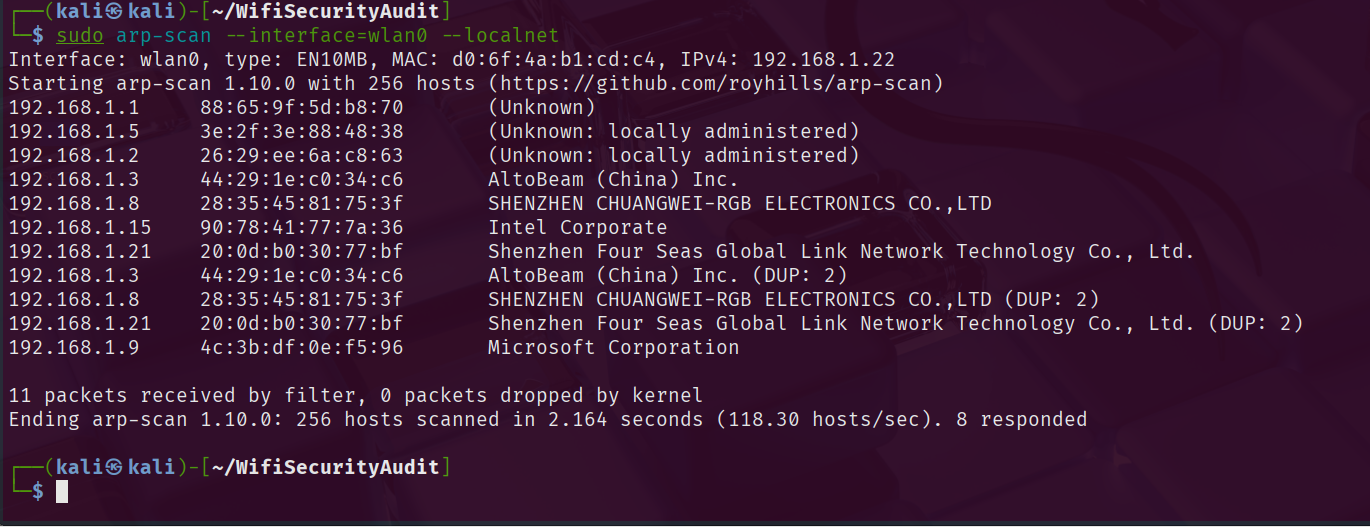 ┌──(kali㉿kali)-[~/WifiSecurityAudit]
└─$ sudo arp-scan --interface=wlan0 --localnet
Interface: wlan0, type: EN10MB, MAC: d0:6f:4a:b1:cd:c4, IPv4: 192.168.1.22
Starting arp-scan 1.10.0 with 256 hosts (https://github.com/royhills/arp-scan)
192.168.1.1	88:65:9f:5d:b8:70	(Unknown)
192.168.1.5	3e:2f:3e:88:48:38	(Unknown: locally administered)
192.168.1.2	26:29:ee:6a:c8:63	(Unknown: locally administered)
192.168.1.3	44:29:1e:c0:34:c6	AltoBeam (China) Inc.
192.168.1.8	28:35:45:81:75:3f	SHENZHEN CHUANGWEI-RGB ELECTRONICS CO.,LTD
192.168.1.15	90:78:41:77:7a:36	Intel Corporate
192.168.1.21	20:0d:b0:30:77:bf	Shenzhen Four Seas Global Link Network Technology Co., Ltd.
192.168.1.3	44:29:1e:c0:34:c6	AltoBeam (China) Inc. (DUP: 2)
192.168.1.8	28:35:45:81:75:3f	SHENZHEN CHUANGWEI-RGB ELECTRONICS CO.,LTD (DUP: 2)
192.168.1.21	20:0d:b0:30:77:bf	Shenzhen Four Seas Global Link Network Technology Co., Ltd. (DUP: 2)
192.168.1.9	4c:3b:df:0e:f5:96	Microsoft Corporation
11 packets received by filter, 0 packets dropped by kernel
Ending arp-scan 1.10.0: 256 hosts scanned in 2.164 seconds (118.30 hosts/sec). 8 responded
┌──(kali㉿kali)-[~/WifiSecurityAudit]
└─$